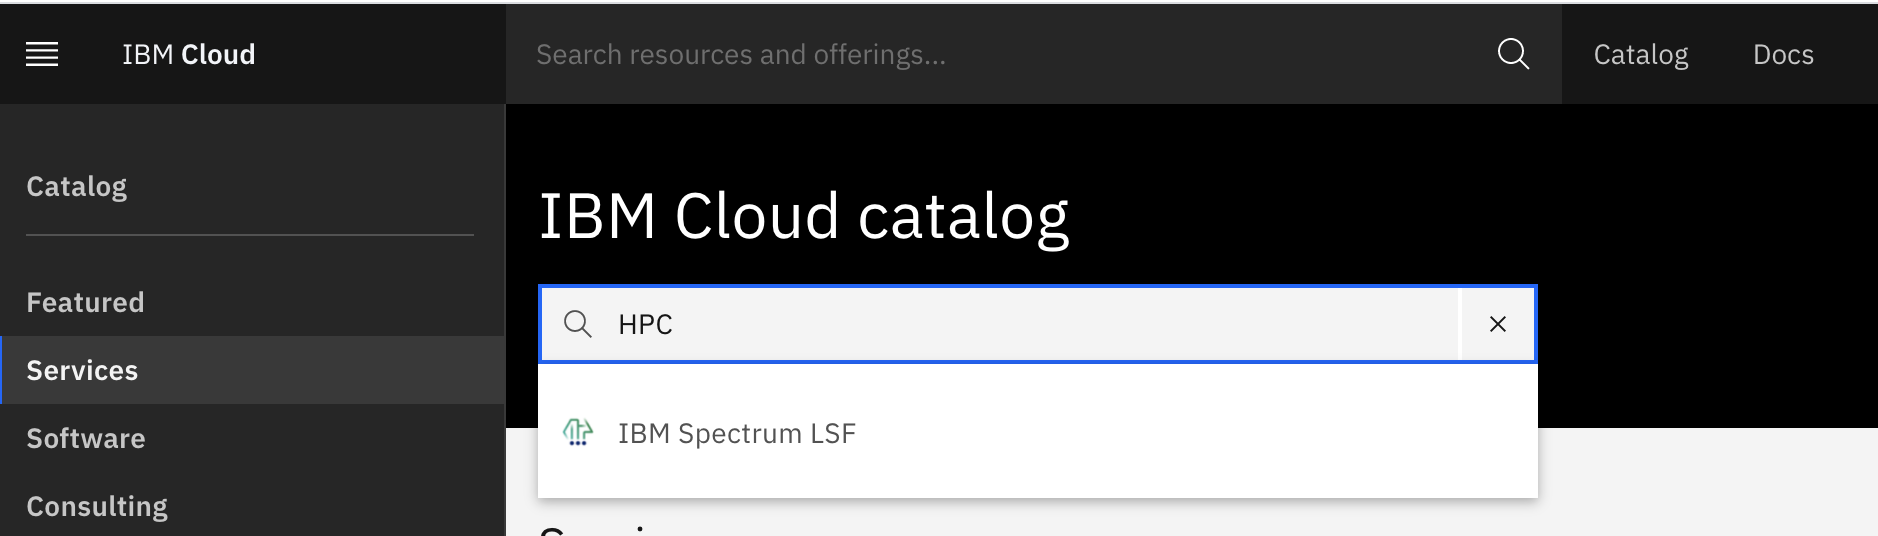 IBM Cloud
Search resources and offerings...
Catalog
Docs
Catalog
Featured
Services
Software
Consulting
IBM Cloud catalog
HPC
IBM Spectrum LSF